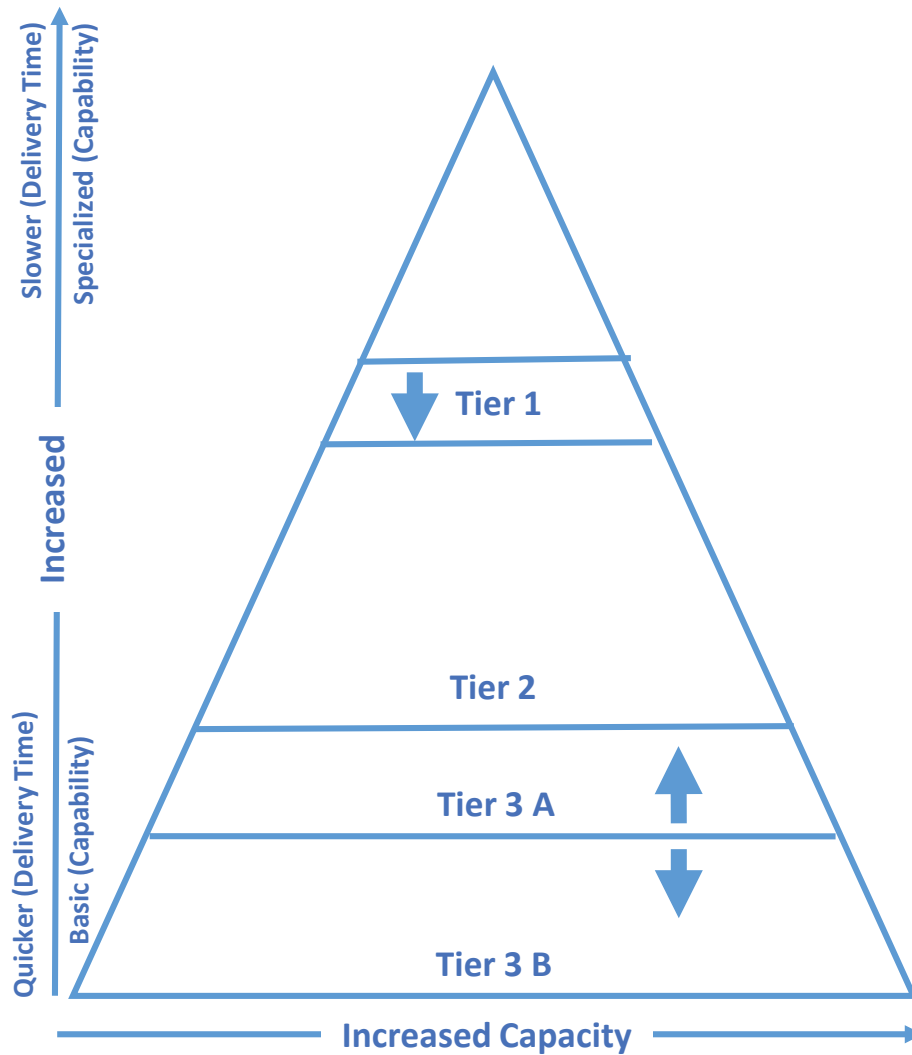 Slower (Delivery Time)
Specialized (Capability)
Tier 1
Increased
Tier 2
Quicker (Delivery Time)
Basic (Capability)
Tier 3 A
Tier 3 B
Increased Capacity